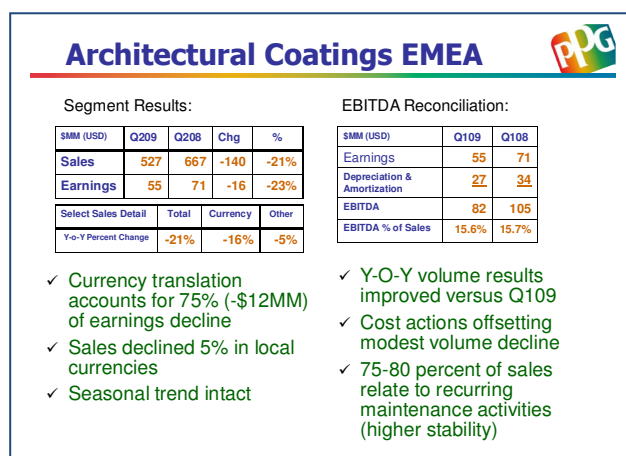 Architectural Coatings EMEA
PPG
Segment Results:
$MM (USD) Q209 Q208 Chg %
Sales 527 667 -140 -21%
Earnings 55 71 -16 -23%
Select Sales Detail Total Currency Other
Y-o-Y Percent Change -21% -16% -5%
✓ Currency translation
accounts for 75% (-$12MM)
of earnings decline
✓ Sales declined 5% in local
currencies
✓ Seasonal trend intact
EBITDA Reconciliation:
$MM (USD) Q109 Q108
Earnings 55 71
Depreciation &
Amortization 27 34
EBITDA 82 105
EBITDA % of Sales 15.6% 15.7%
✓ Y-O-Y volume results
improved versus Q109
✓ Cost actions offsetting
modest volume decline
✓ 75-80 percent of sales
relate to recurring
maintenance activities
(higher stability)